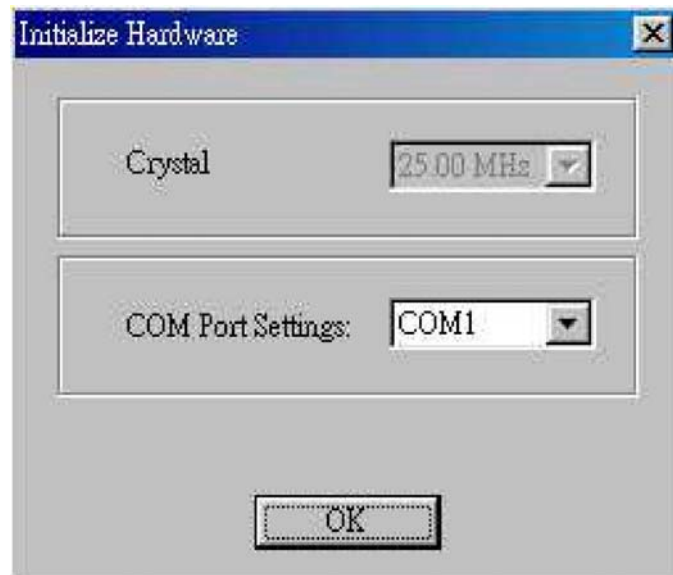 Initialize Hardware
Crystal
25.00 MHz
COM Port Settings:
COM1
OK